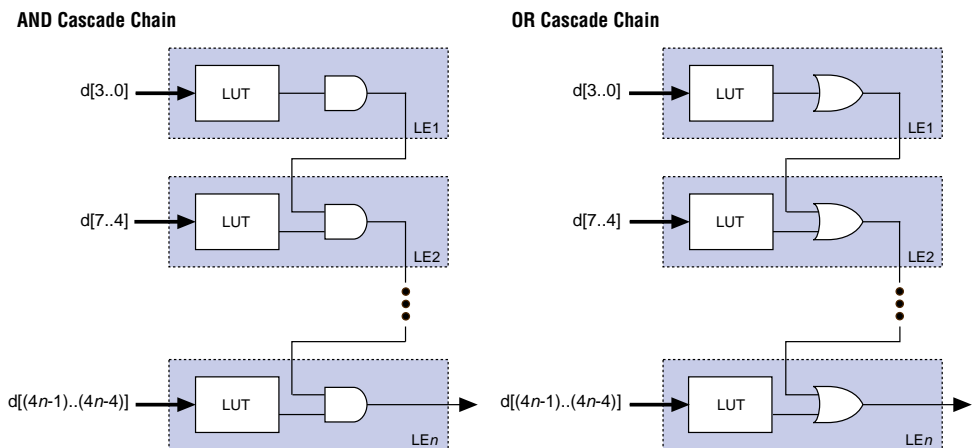 AND Cascade Chain
d[3..0]
LUT
LE1
d[7..4]
LUT
LE2
d[(4n-1)..(4n-4)]
LUT
LEn
OR Cascade Chain
d[3..0]
LUT
LE1
d[7..4]
LUT
LE2
d[(4n-1)..(4n-4)]
LUT
LEn